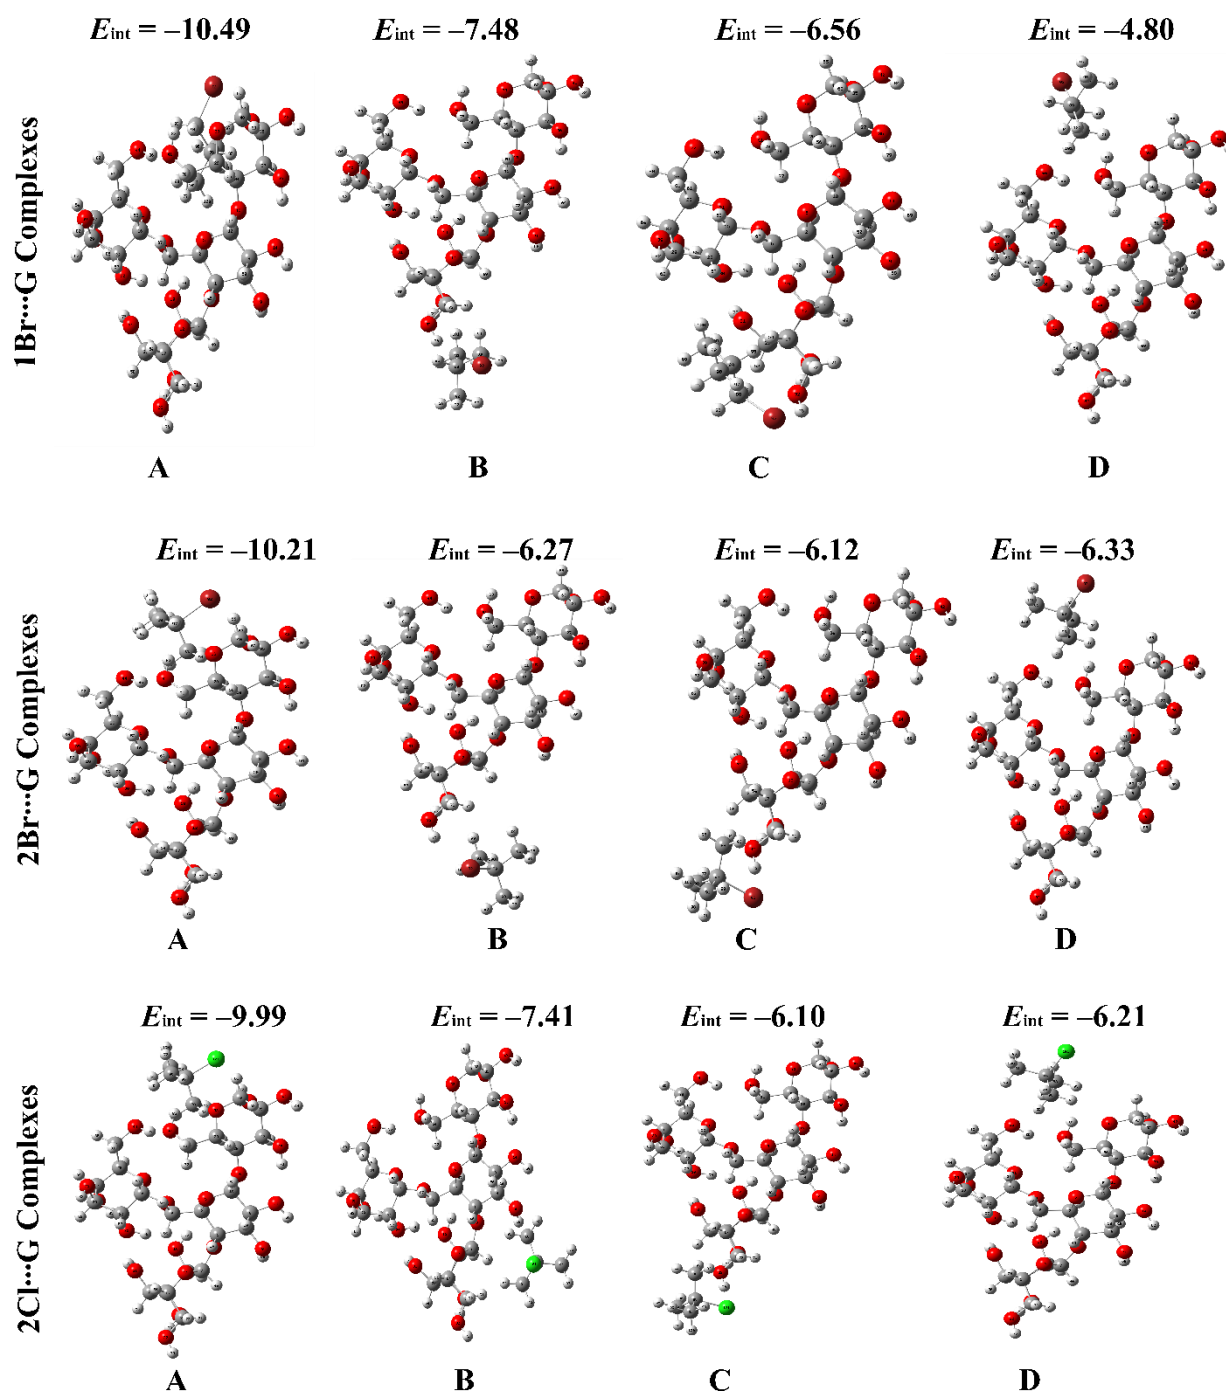 1Br···G Complexes
Eint = –10.49
Eint = –7.48
Eint = –6.56
Eint = –4.80
A
B
C
D
2Br···G Complexes
Eint = –10.21
Eint = –6.27
Eint = –6.12
Eint = –6.33
A
B
C
D
2Cl···G Complexes
Eint = –9.99
Eint = –7.41
Eint = –6.10
Eint = –6.21
A
B
C
D